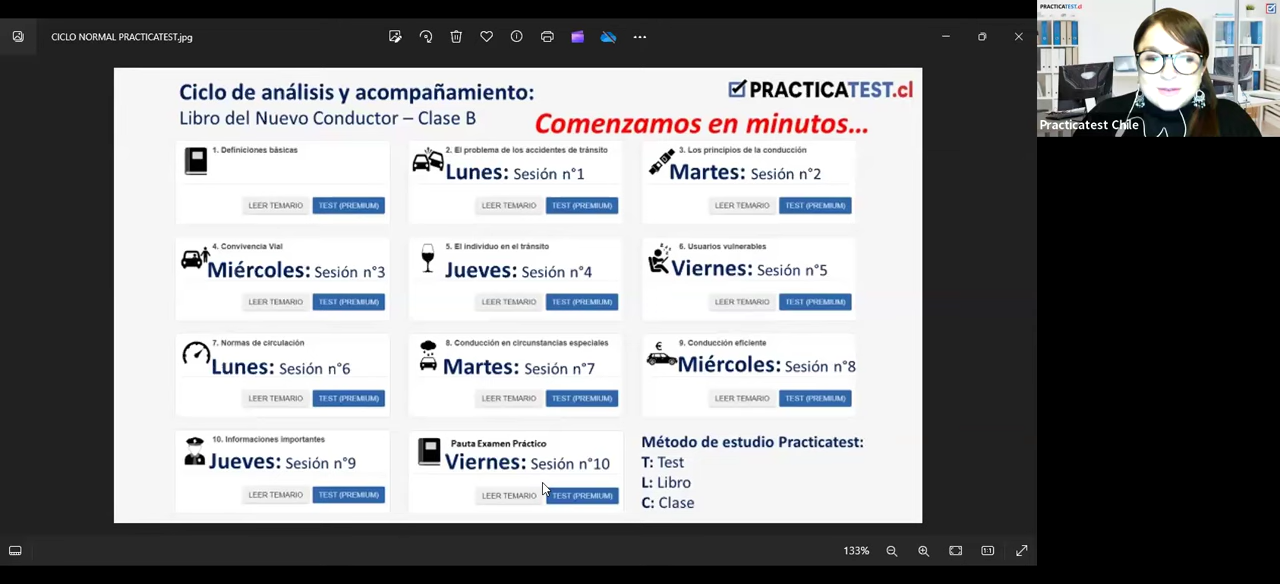 CICLO NORMAL PRACTICATEST.jpg
PRACTICATEST.cl
Practicatest Chile
Ciclo de análisis y acompañamiento:
Libro del Nuevo Conductor – Clase B
PRACTICATEST.cl
Comenzamos en minutos...
1. Definiciones básicas
LEER TEMARIO TEST (PREMIUM)
2. El problema de los accidentes de tránsito
Lunes: Sesión n°1
LEER TEMARIO TEST (PREMIUM)
3. Los principios de la conducción
Martes: Sesión n°2
LEER TEMARIO TEST (PREMIUM)
4. Convivencia Vial
Miércoles: Sesión n°3
LEER TEMARIO TEST (PREMIUM)
5. El individuo en el tránsito
Jueves: Sesión n°4
LEER TEMARIO TEST (PREMIUM)
6. Usuarios vulnerables
Viernes: Sesión n°5
LEER TEMARIO TEST (PREMIUM)
7. Normas de circulación
Lunes: Sesión n°6
LEER TEMARIO TEST (PREMIUM)
8. Conducción en circunstancias especiales
Martes: Sesión n°7
LEER TEMARIO TEST (PREMIUM)
9. Conducción eficiente
€
Miércoles: Sesión n°8
LEER TEMARIO TEST (PREMIUM)
10. Informaciones importantes
Jueves: Sesión n°9
LEER TEMARIO TEST (PREMIUM)
Pauta Examen Práctico
Viernes: Sesión n°10
LEER TEMARIO TEST (PREMIUM)
Método de estudio Practicatest:
T: Test
L: Libro
C: Clase
133%
1:1